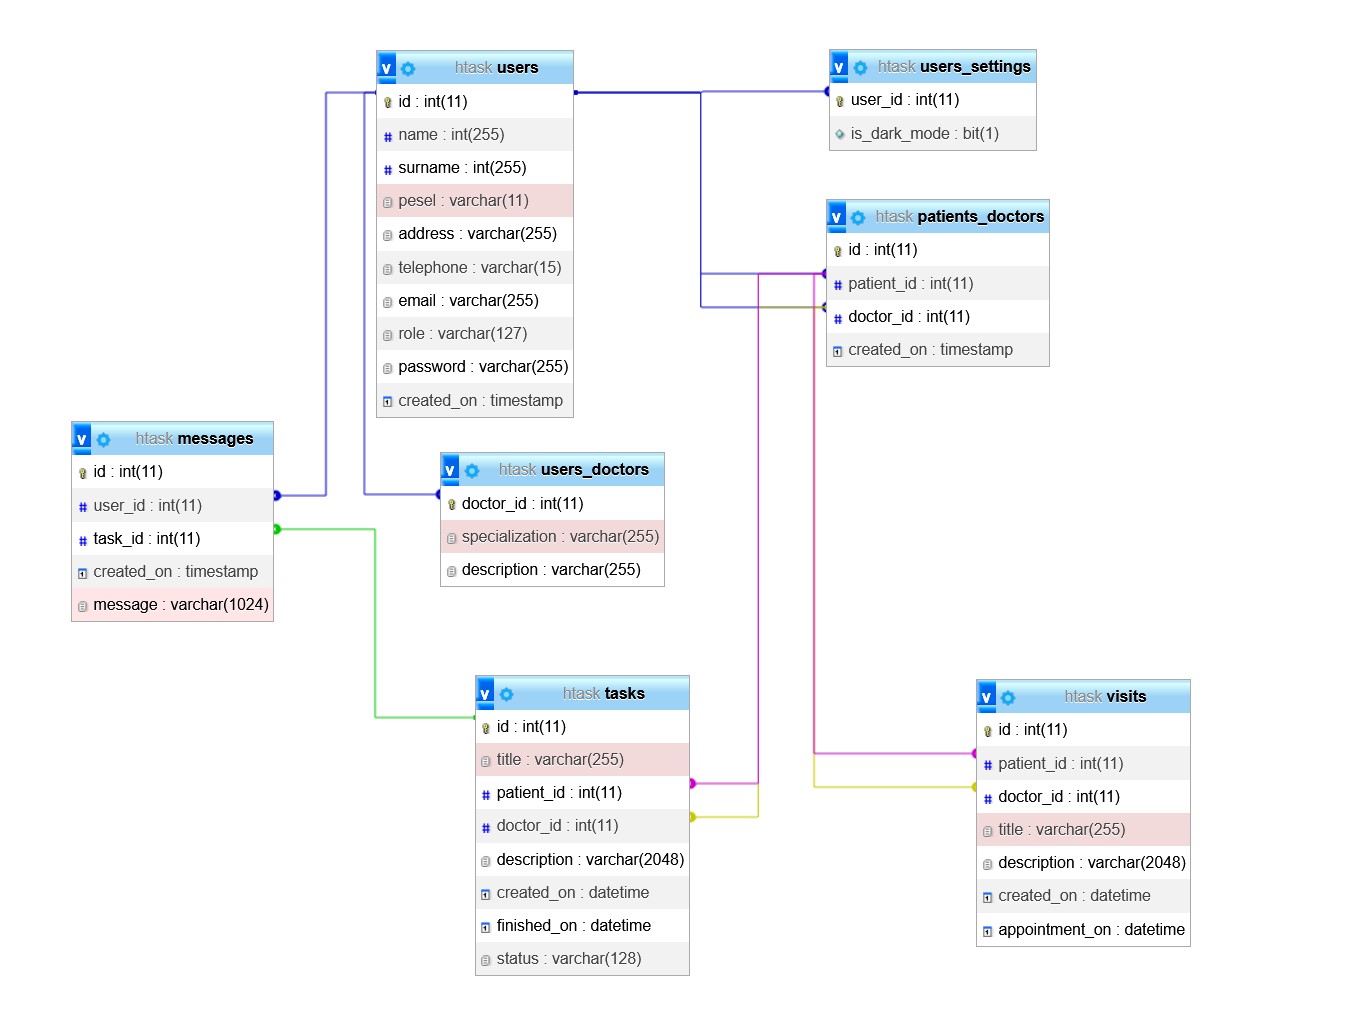 v htask users
id : int(11)
name : int(255)
surname : int(255)
pesel : varchar(11)
address : varchar(255)
telephone : varchar(15)
email : varchar(255)
role : varchar(127)
password : varchar(255)
created_on : timestamp
v htask users_settings
user_id : int(11)
is_dark_mode : bit(1)
v htask patients_doctors
id : int(11)
patient_id : int(11)
doctor_id : int(11)
created_on : timestamp
v htask messages
id : int(11)
user_id : int(11)
task_id : int(11)
created_on : timestamp
message : varchar(1024)
v htask users_doctors
doctor_id : int(11)
specialization : varchar(255)
description : varchar(255)
v htask tasks
id : int(11)
title : varchar(255)
patient_id : int(11)
doctor_id : int(11)
description : varchar(2048)
created_on : datetime
finished_on : datetime
status : varchar(128)
v htask visits
id : int(11)
patient_id : int(11)
doctor_id : int(11)
title : varchar(255)
description : varchar(2048)
created_on : datetime
appointment_on : datetime